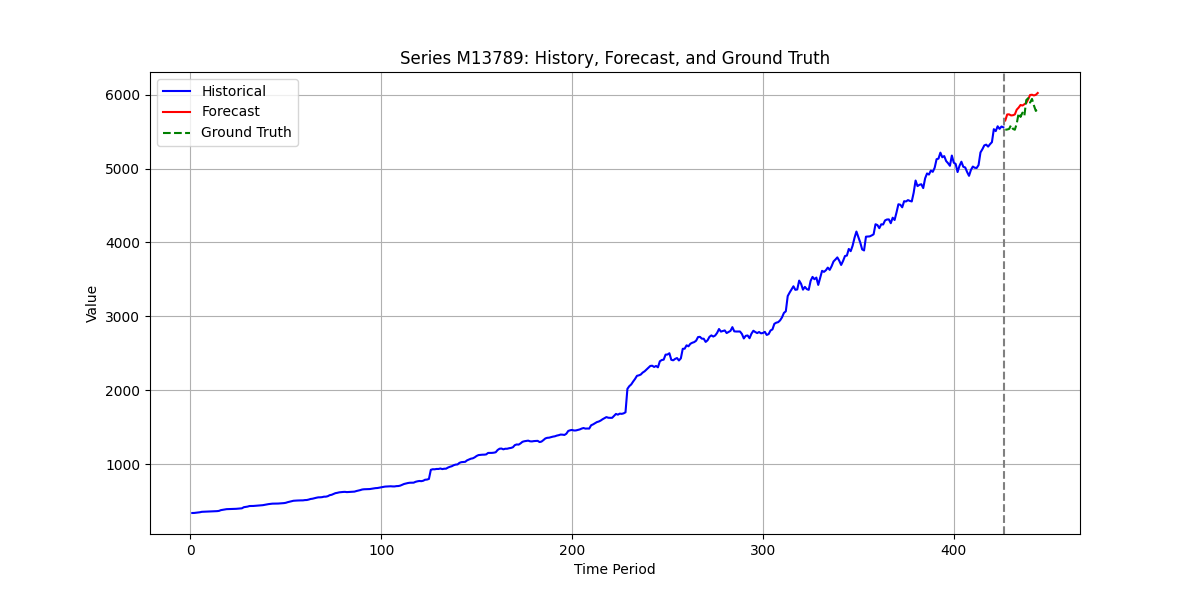 Series M13789: History, Forecast, and Ground Truth
Historical
Forecast
Ground Truth
Value
6000
5000
4000
3000
2000
1000
0
100
200
300
400
Time Period